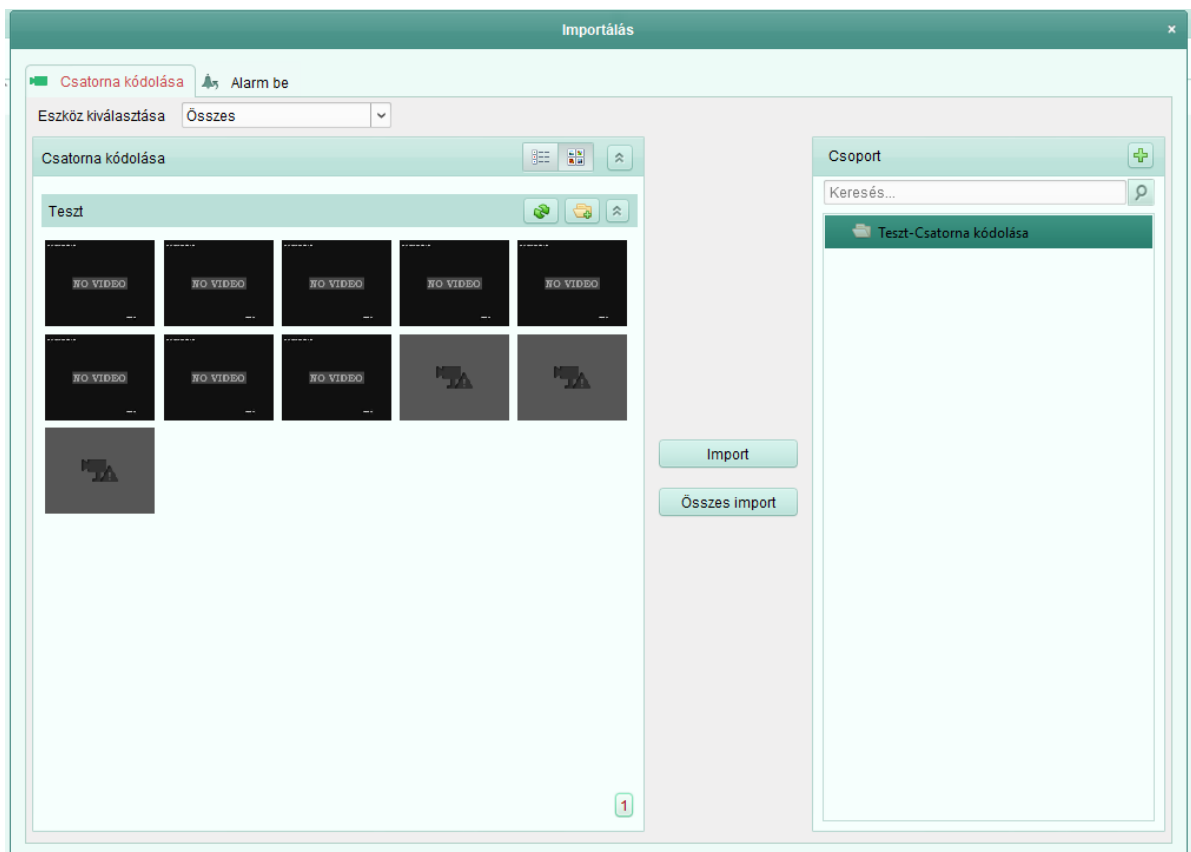 Importálás
Csatorna kódolása
Alarm be
Eszköz kiválasztása
Összes
Csatorna kódolása
Csoport
Keresés...
Teszt
Teszt-Csatorna kódolása
NO VIDEO NO VIDEO NO VIDEO NO VIDEO NO VIDEO
NO VIDEO NO VIDEO NO VIDEO
Import
Összes import
1